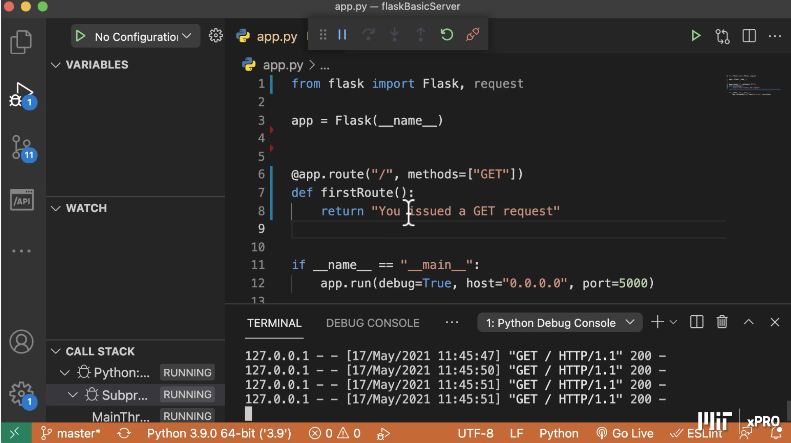 app.py — flaskBasicServer
No Configuration
app.py
app.py > ...
VARIABLES
WATCH
CALL STACK
Python:... RUNNING
Subpr... RUNNING
MainThr... RUNNING
1
11
/API
1
1 from flask import Flask, request
2
3 app = Flask(__name__)
4
5
6 @app.route("/", methods=["GET"])
7 def firstRoute():
8 return "You issued a GET request"
9
10
11 if __name__ == "__main__":
12 app.run(debug=True, host="0.0.0.0", port=5000)
13
TERMINAL DEBUG CONSOLE ... 1: Python Debug Console
127.0.0.1 - - [17/May/2021 11:45:47] "GET / HTTP/1.1" 200 -
127.0.0.1 - - [17/May/2021 11:45:50] "GET / HTTP/1.1" 200 -
127.0.0.1 - - [17/May/2021 11:45:51] "GET / HTTP/1.1" 200 -
127.0.0.1 - - [17/May/2021 11:45:51] "GET / HTTP/1.1" 200 -
MIT xPRO
master* Python 3.9.0 64-bit ('3.9') 0 0 UTF-8 LF Python Go Live ESLint